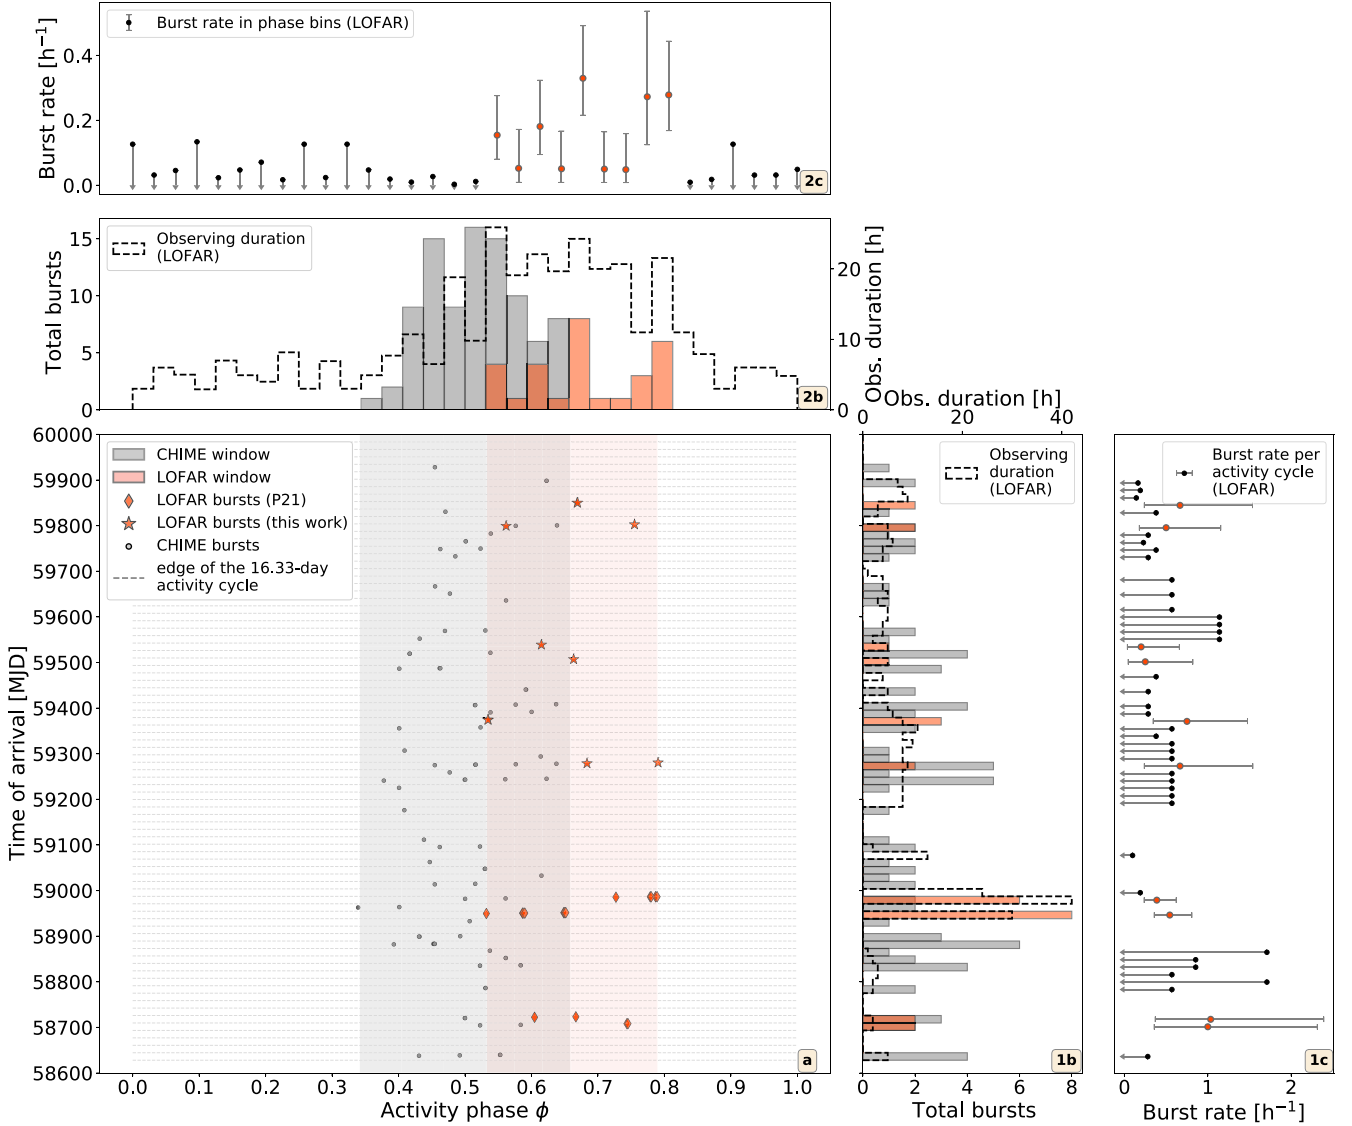 Burst rate in phase bins (LOFAR)
Burst rate [h⁻¹]
0.4
0.2
0.0
2c
Observing duration
(LOFAR)
Total bursts
15
10
5
0
Obs. duration [h]
20
10
0
2b
60000
59900
59800
59700
59600
59500
59400
59300
59200
59100
59000
58900
58800
58700
58600
Time of arrival [MJD]
CHIME window
LOFAR window
LOFAR bursts (P21)
LOFAR bursts (this work)
CHIME bursts
edge of the 16.33-day
activity cycle
a
0.0 0.1 0.2 0.3 0.4 0.5 0.6 0.7 0.8 0.9 1.0
Activity phase ϕ
Obs. duration [h]
0 20 40
Observing
duration
(LOFAR)
1b
0 2 4 6 8
Total bursts
Burst rate per
activity cycle
(LOFAR)
1c
0 1 2
Burst rate [h⁻¹]